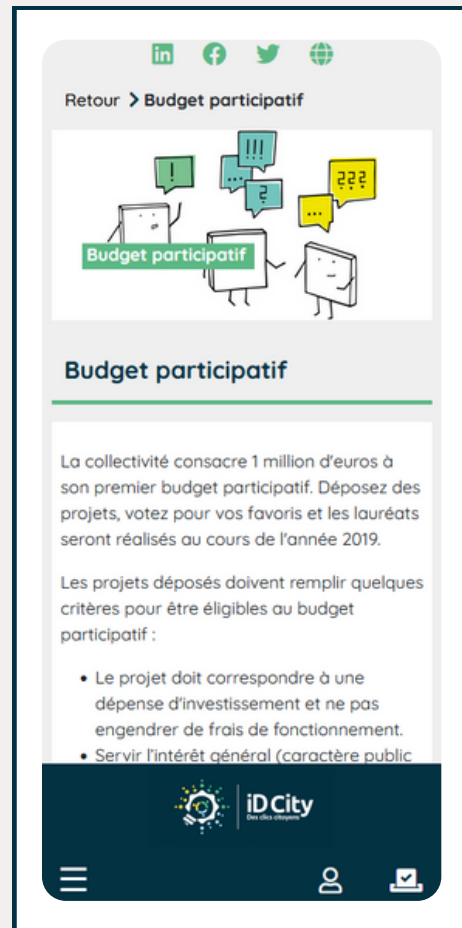 Retour > Budget participatif
!
!!!
...
?
???
...
Budget participatif
Budget participatif
La collectivité consacre 1 million d'euros à
son premier budget participatif. Déposez des
projets, votez pour vos favoris et les lauréats
seront réalisés au cours de l'année 2019.
Les projets déposés doivent remplir quelques
critères pour être éligibles au budget
participatif :
• Le projet doit correspondre à une
dépense d'investissement et ne pas
engendrer de frais de fonctionnement.
• Servir l'intérêt général (caractère public
iD City
Des clics citoyens